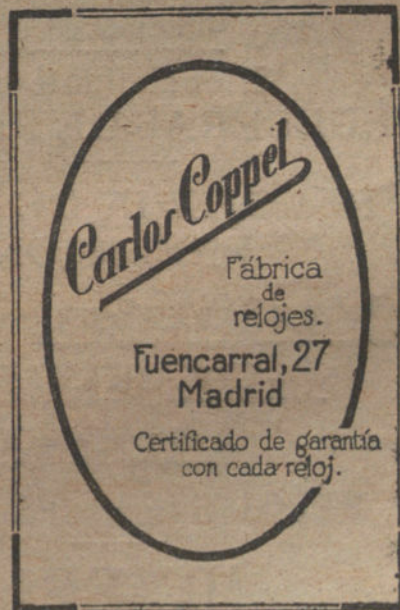 Carlos Coppel
Fábrica
de
relojes.
Fuencarral, 27
Madrid
Certificado de garantía
con cada reloj.